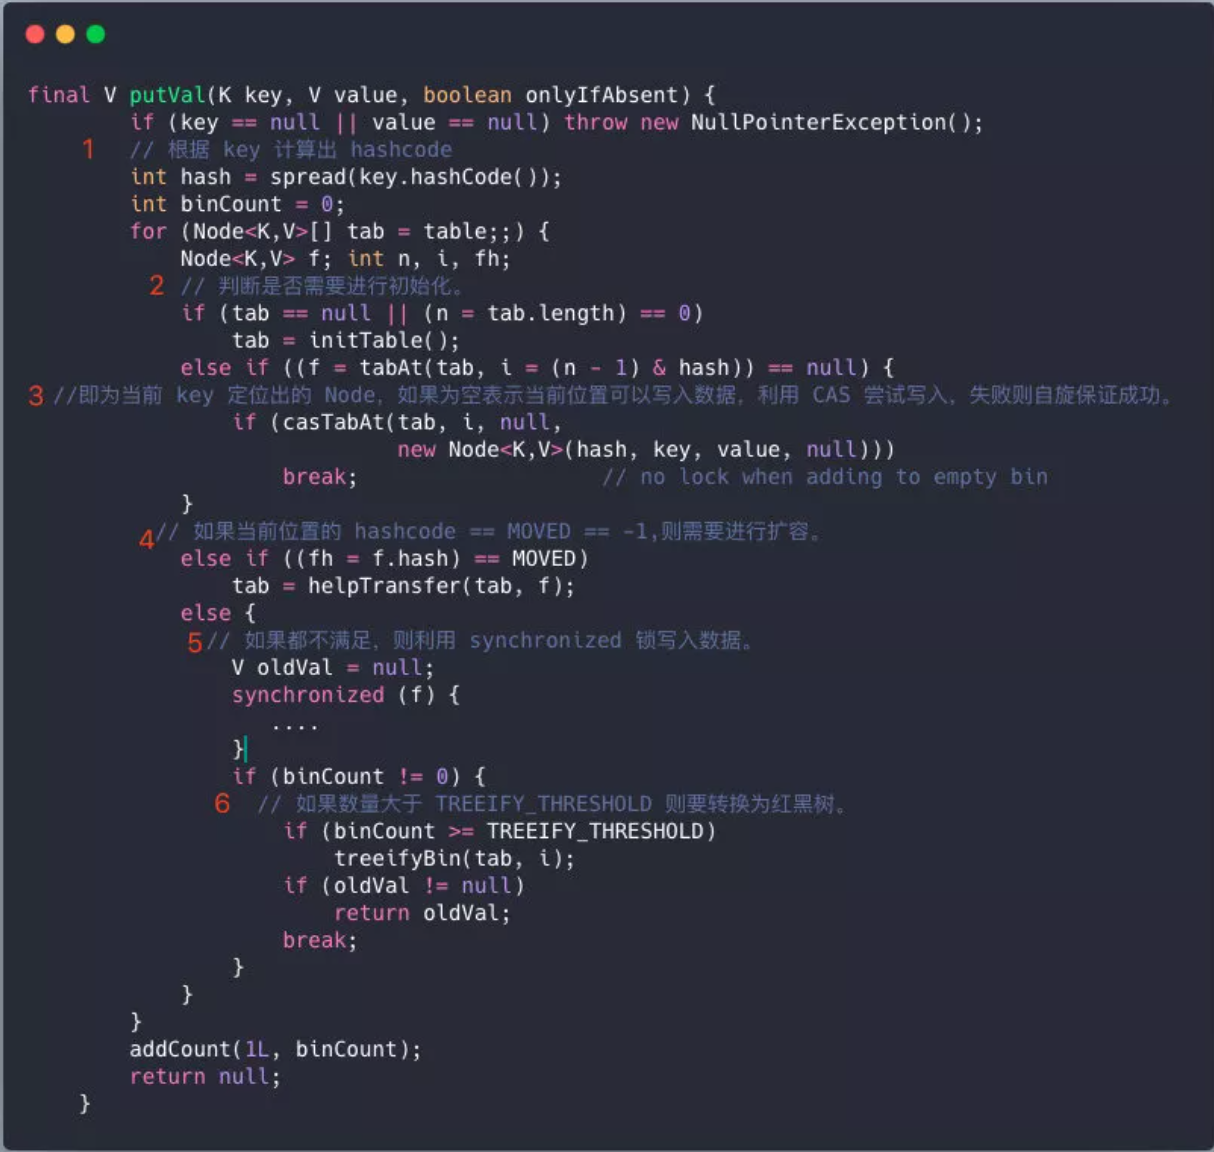 final V putVal(K key, V value, boolean onlyIfAbsent) {
if (key == null || value == null) throw new NullPointerException();
1 // 根据 key 计算出 hashcode
int hash = spread(key.hashCode());
int binCount = 0;
for (Node<K,V>[] tab = table;;) {
Node<K,V> f; int n, i, fh;
2 // 判断是否需要进行初始化。
if (tab == null || (n = tab.length) == 0)
tab = initTable();
else if ((f = tabAt(tab, i = (n - 1) & hash)) == null) {
3 //即为当前 key 定位出的 Node，如果为空表示当前位置可以写入数据，利用 CAS 尝试写入，失败则自旋保证成功。
if (casTabAt(tab, i, null,
new Node<K,V>(hash, key, value, null)))
break; // no lock when adding to empty bin
}
4 // 如果当前位置的 hashcode == MOVED == -1,则需要进行扩容。
else if ((fh = f.hash) == MOVED)
tab = helpTransfer(tab, f);
else {
5 // 如果都不满足，则利用 synchronized 锁写入数据。
V oldVal = null;
synchronized (f) {
....
}
if (binCount != 0) {
6 // 如果数量大于 TREEIFY_THRESHOLD 则要转换为红黑树。
if (binCount >= TREEIFY_THRESHOLD)
treeifyBin(tab, i);
if (oldVal != null)
return oldVal;
break;
}
}
}
addCount(1L, binCount);
return null;
}